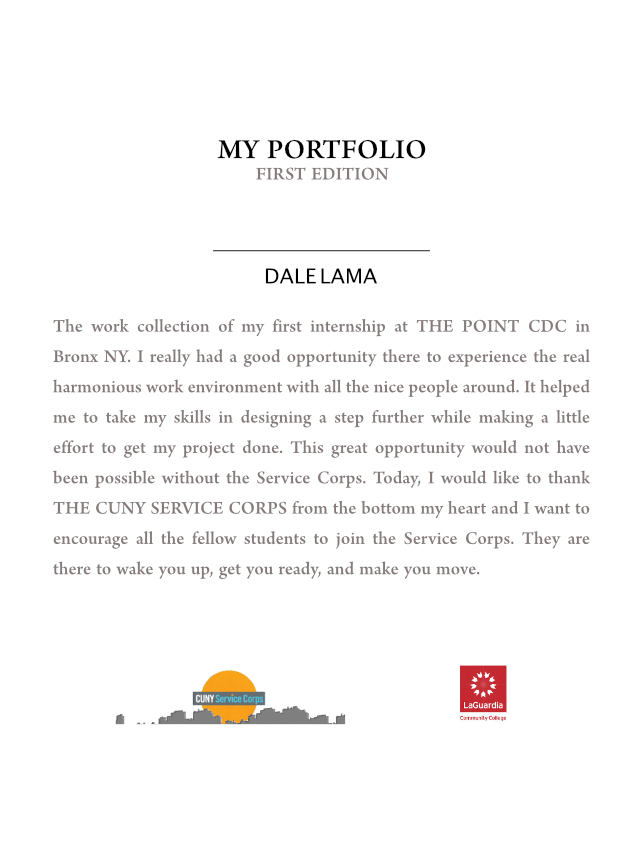 MY PORTFOLIO
FIRST EDITION
DALE LAMA
The work collection of my first internship at THE POINT CDC in
Bronx NY. I really had a good opportunity there to experience the real
harmonious work environment with all the nice people around. It helped
me to take my skills in designing a step further while making a little
effort to get my project done. This great opportunity would not have
been possible without the Service Corps. Today, I would like to thank
THE CUNY SERVICE CORPS from the bottom my heart and I want to
encourage all the fellow students to join the Service Corps. They are
there to wake you up, get you ready, and make you move.
CUNY Service Corps
LaGuardia
Community College